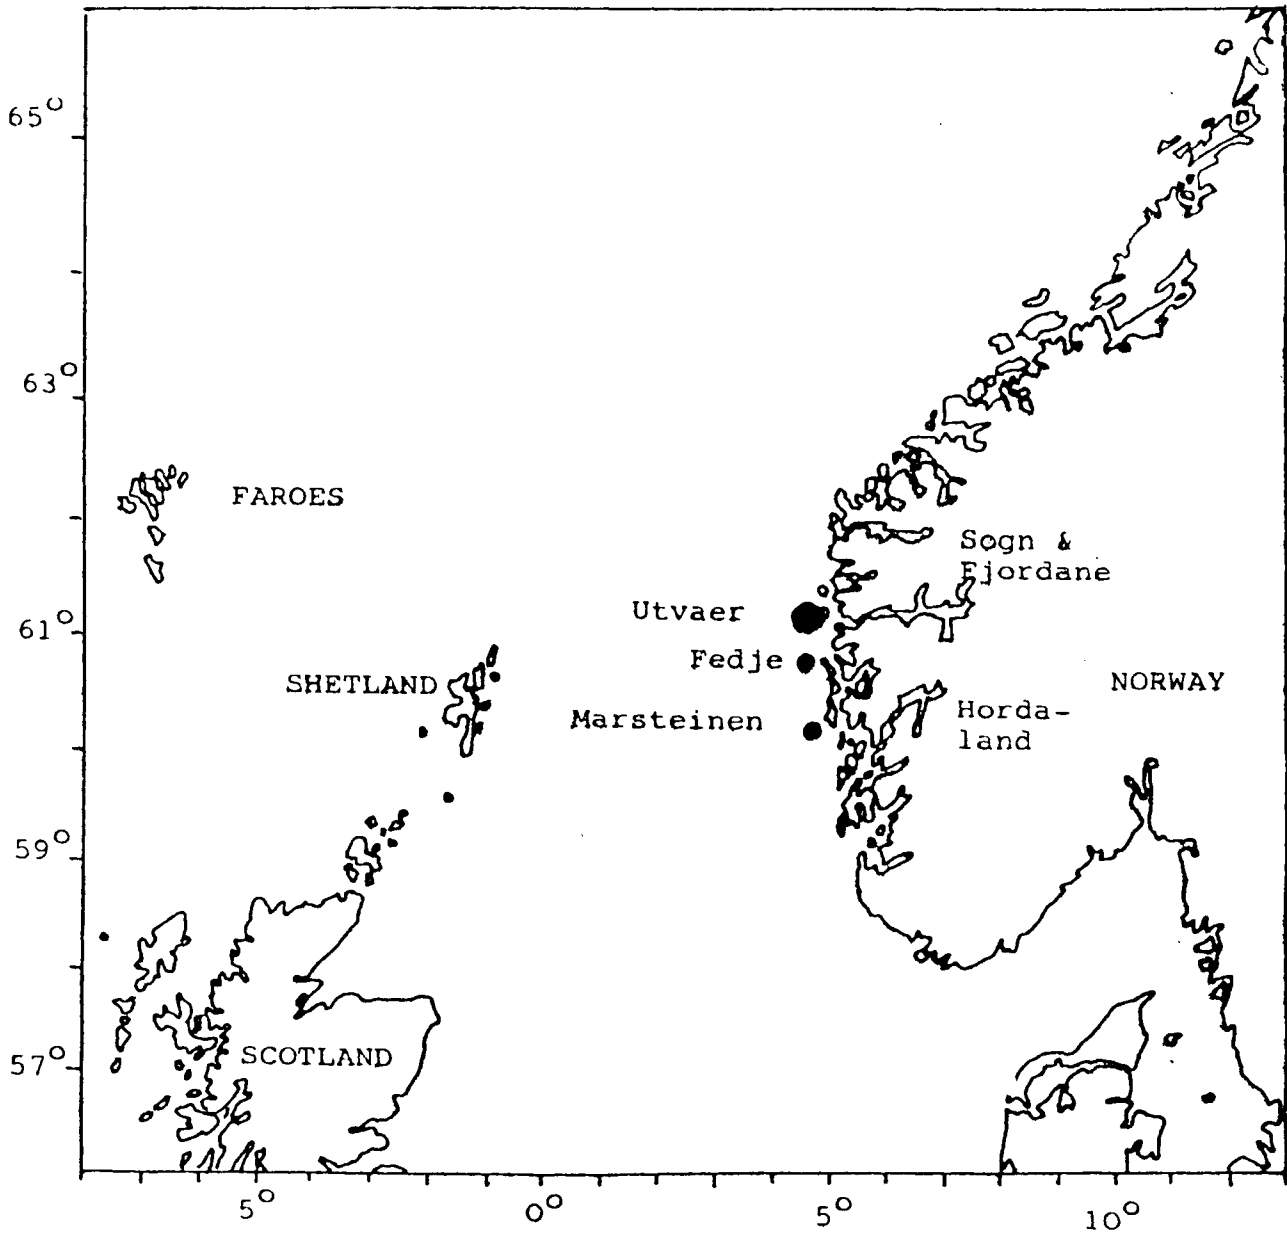 65°
63°
FAROES
Sogn &
Fjordane
Utvaer
61°
Fedje
SHETLAND
NORWAY
Horda-
land
Marsteinen
59°
57°
SCOTLAND
5°
0°
5°
10°